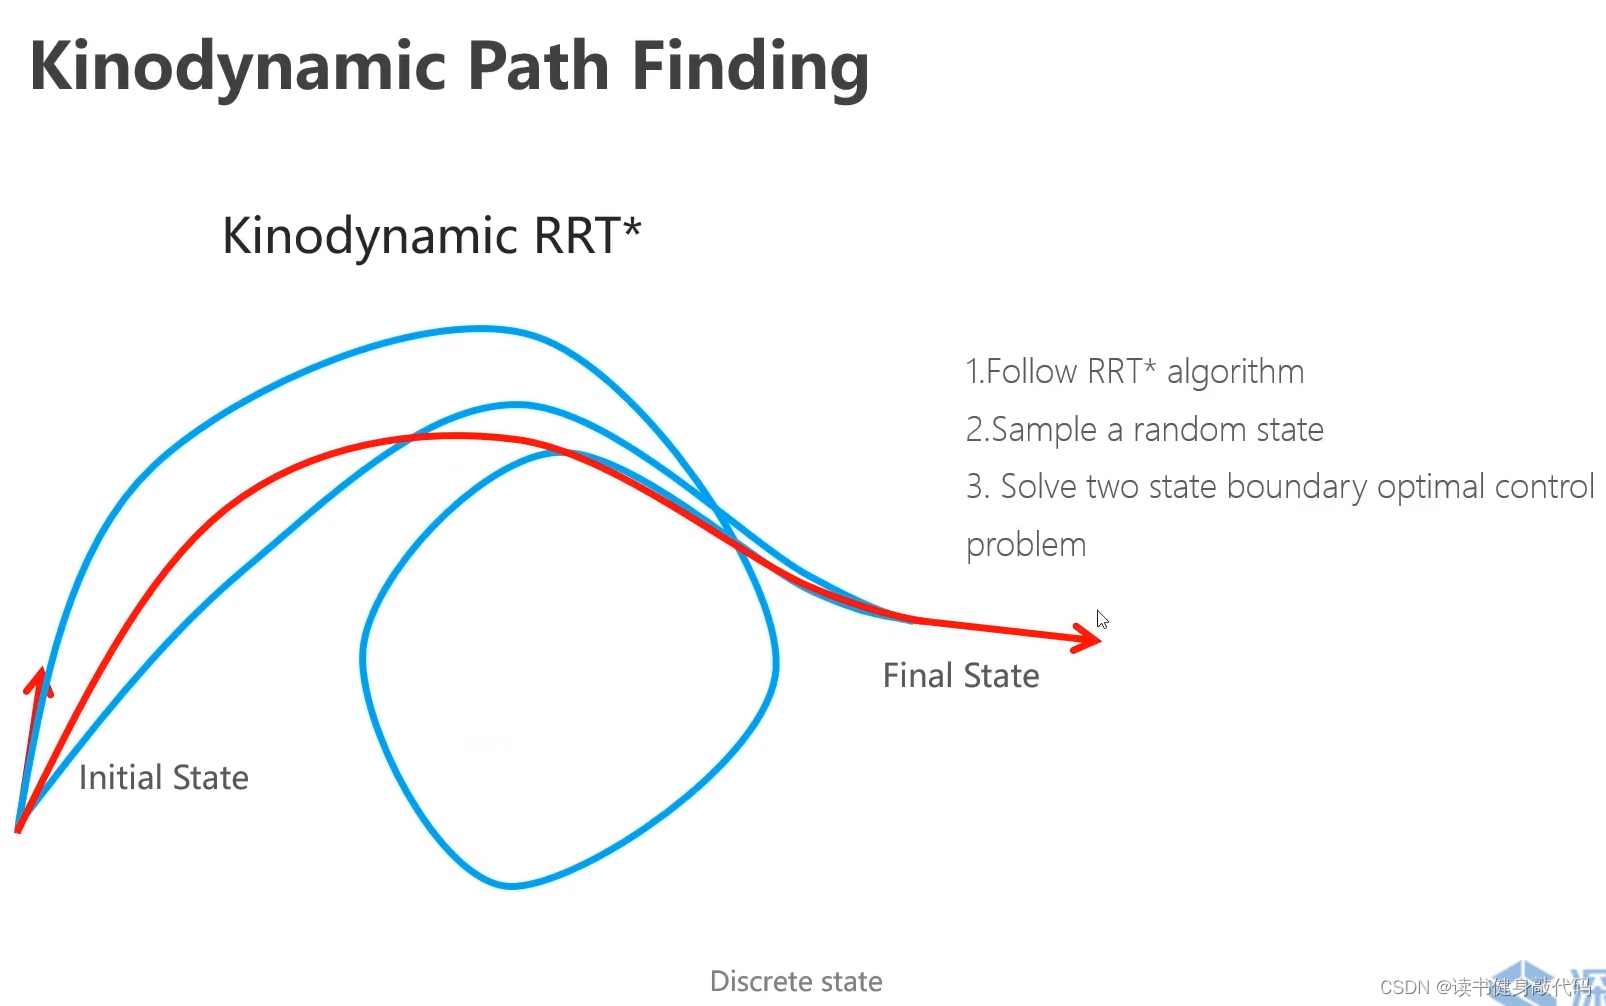 Kinodynamic Path Finding
Kinodynamic RRT*
1.Follow RRT* algorithm
2.Sample a random state
3. Solve two state boundary optimal control
problem
Final State
Initial State
Discrete state
CSDN @读书健身敲代码
深